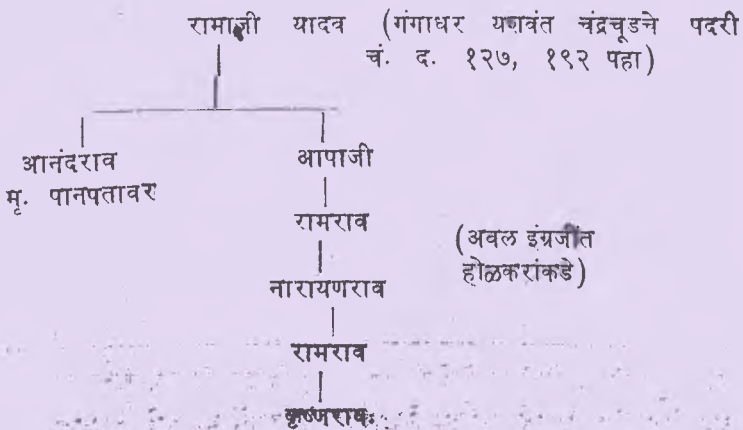 रामाजी यादव (गंगाधर यशवंत चंद्रचूडचे पदरी
चं. द. १२७, १९२ पहा)
आनंदराव
मृ. पानपतावर
आपाजी
रामराव
(अवल इंग्रजींत
होळकरांकडे)
नारायणराव
रामराव
कृष्णराव